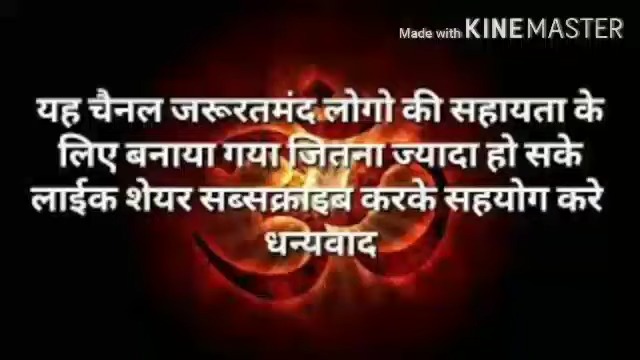 Made with KINEMASTER
यह चैनल जरूरतमंद लोगो की सहायता के
लिए बनाया गया जितना ज्यादा हो सके
लाईक शेयर सब्सक्राइब करके सहयोग करे
धन्यवाद